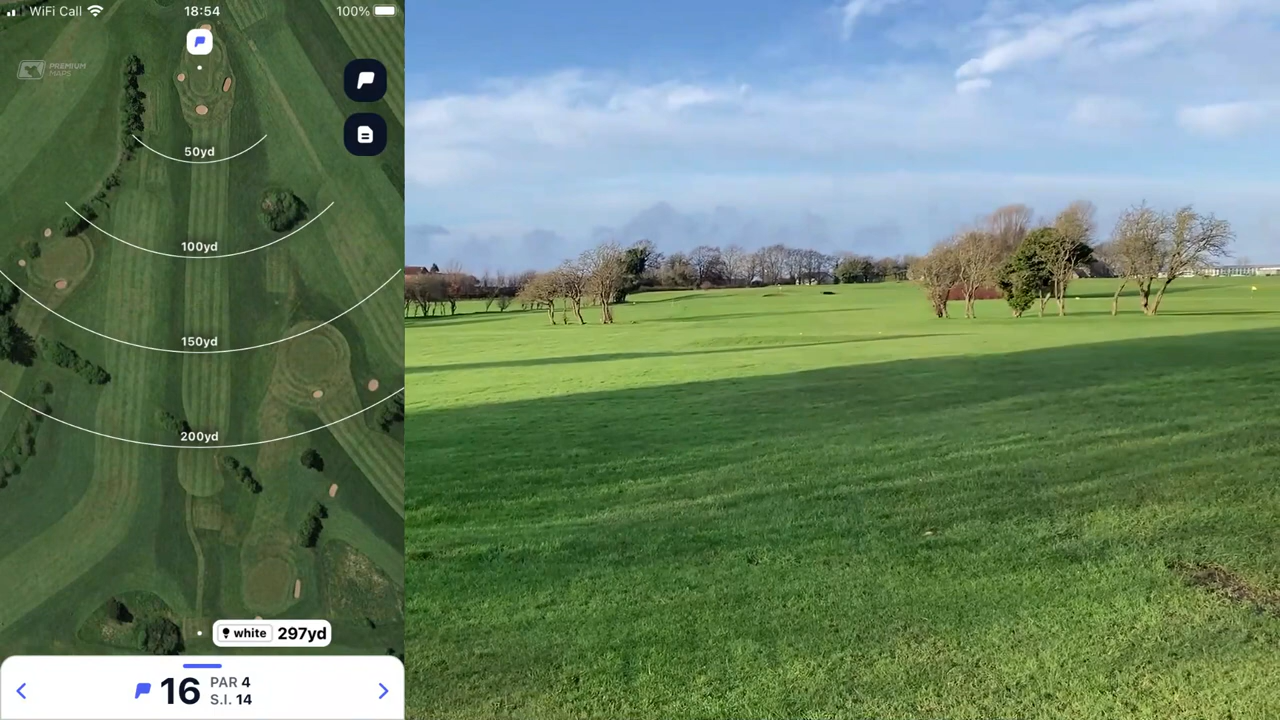 WiFi Call
18:54
100%
PREMIUM
MAPS
50yd
100yd
150yd
200yd
white 297yd
16
PAR 4
S.I. 14